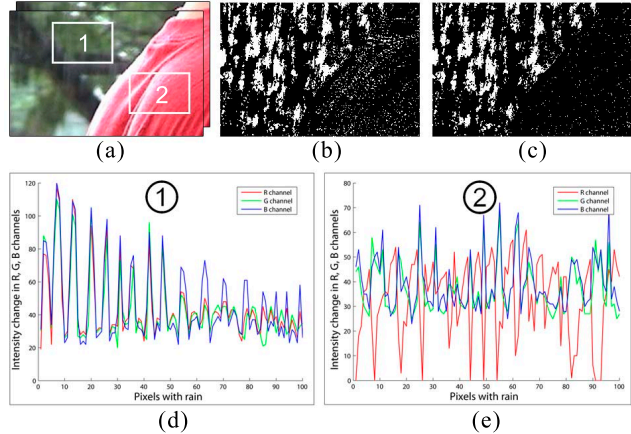 1
2
(a)
(b)
(c)
Intensity change in R, G, B channels
120
100
80
60
40
20
0
1
R channel
G channel
B channel
0 10 20 30 40 50 60 70 80 90 100
Pixels with rain
(d)
Intensity change in R, G, B channels
80
70
60
50
40
30
20
10
0
2
R channel
G channel
B channel
0 10 20 30 40 50 60 70 80 90 100
Pixels with rain
(e)